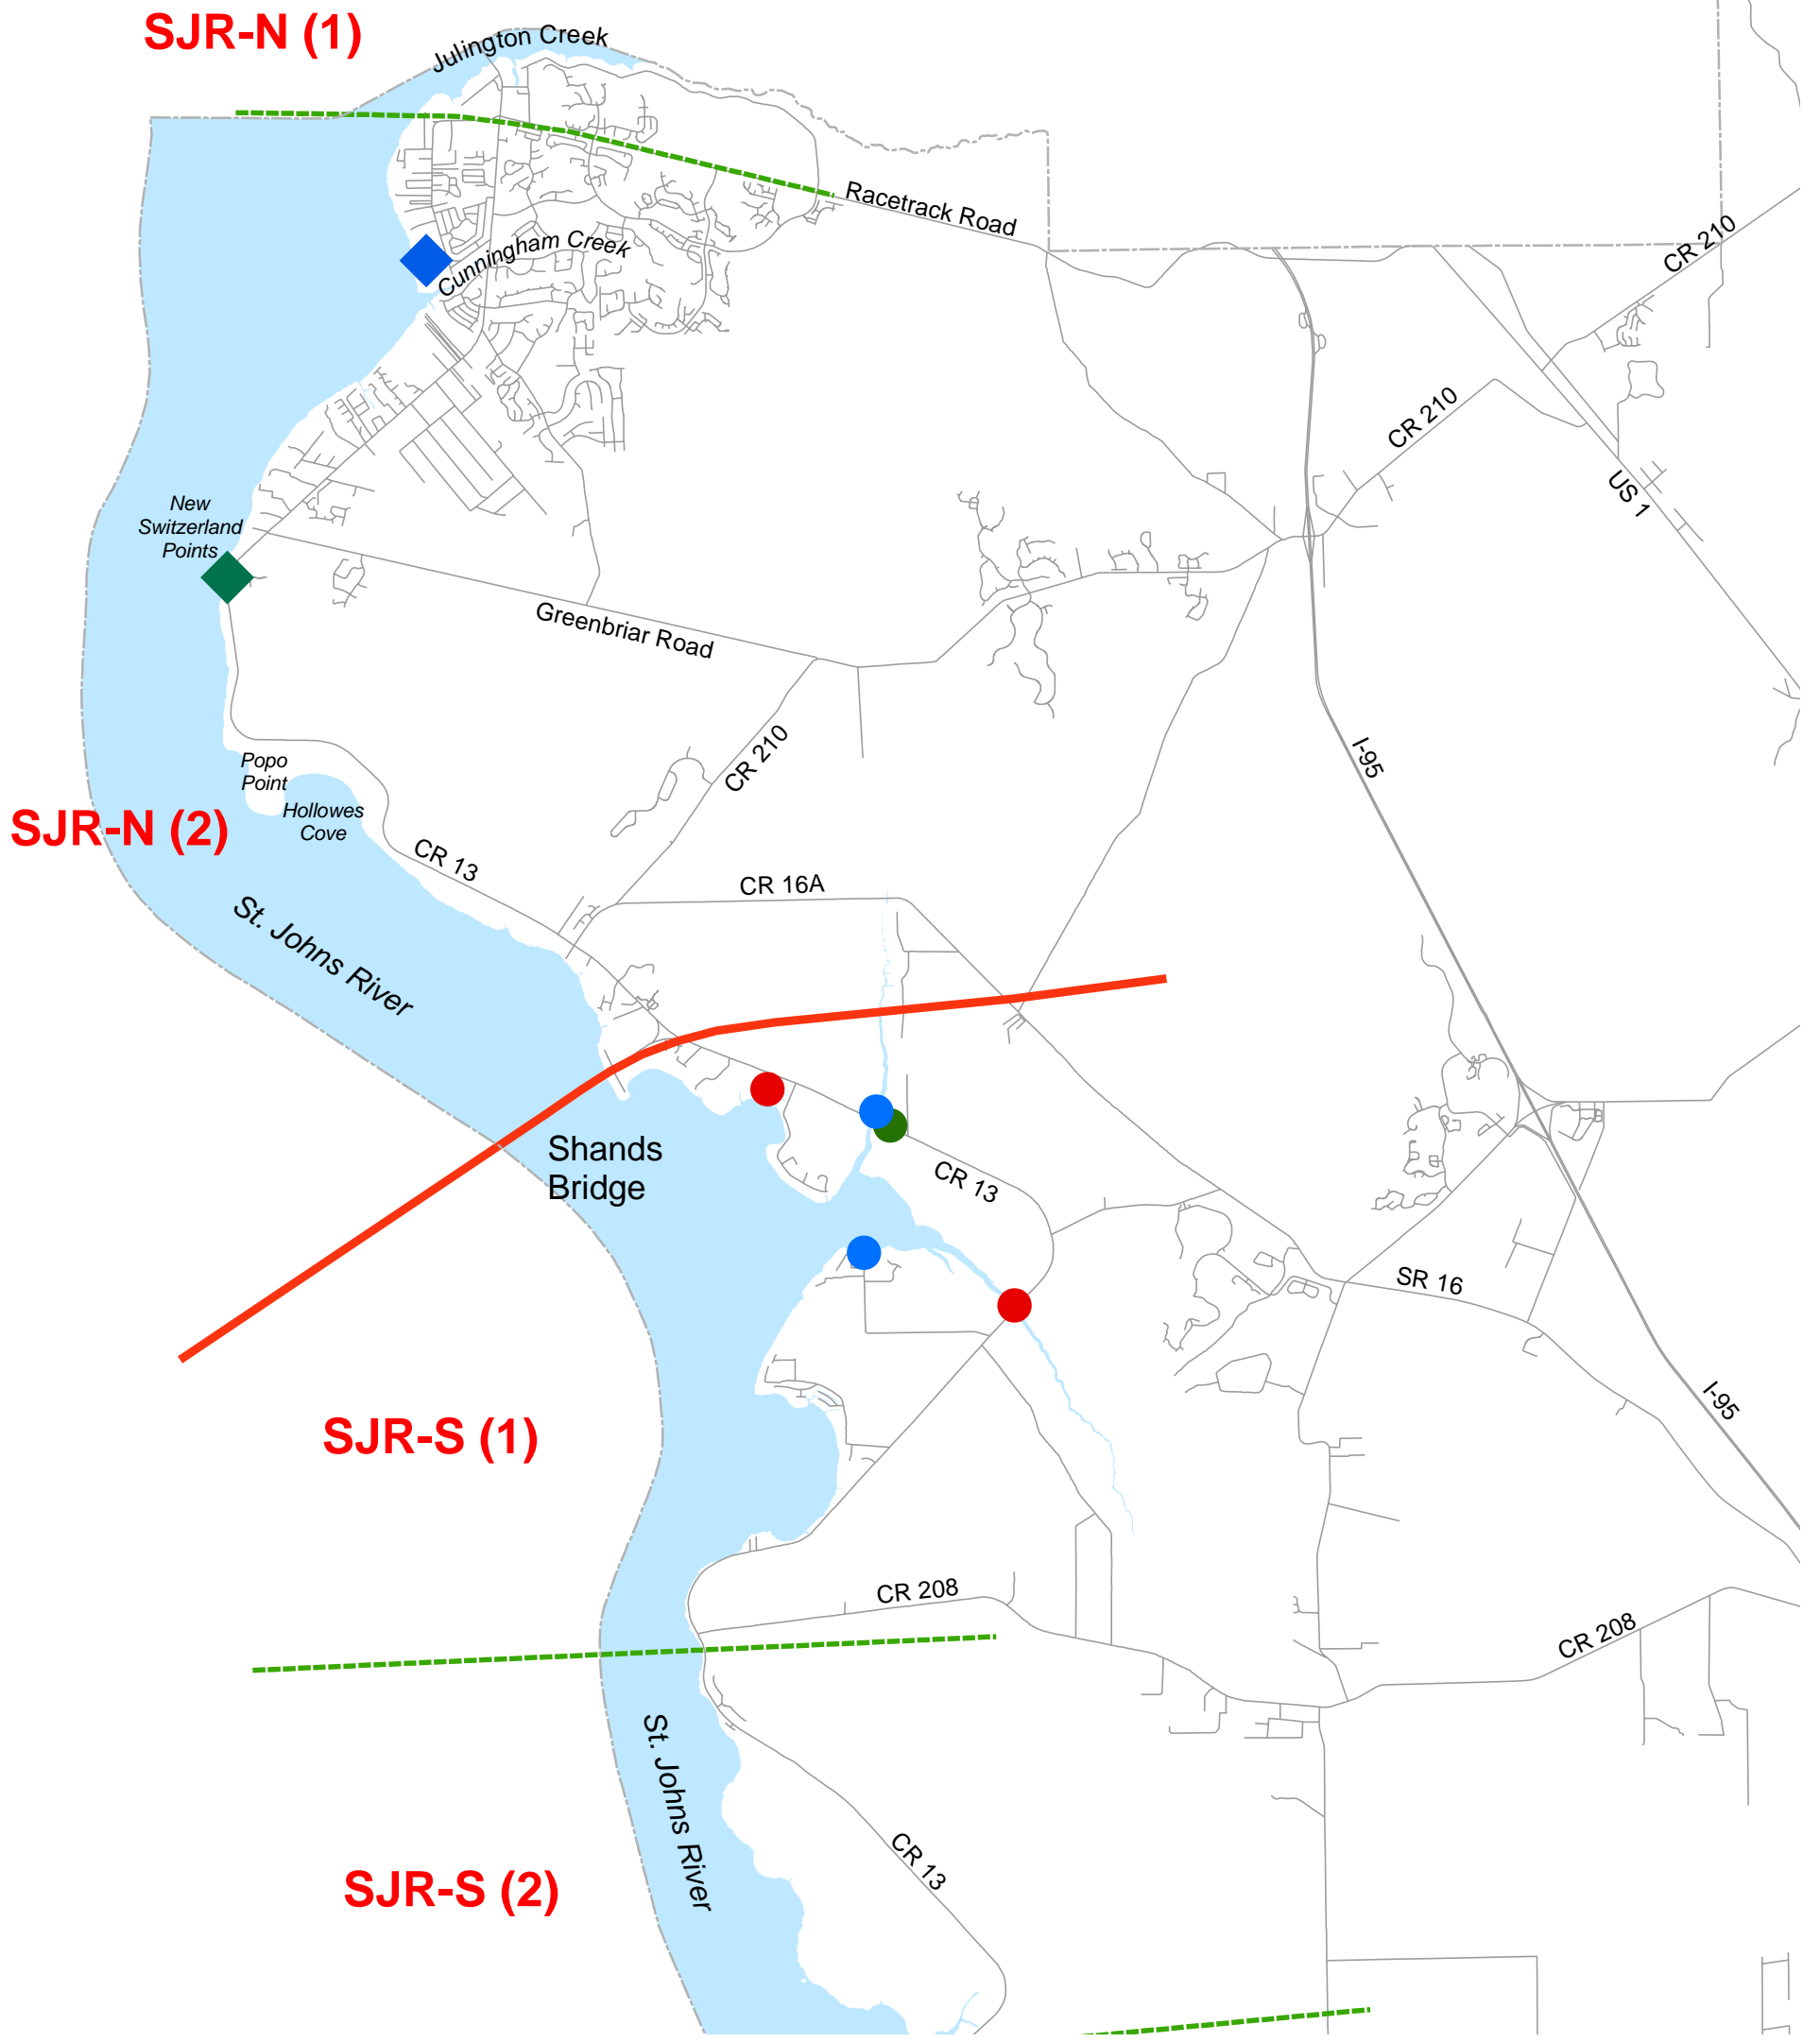 SJR-N (1)
Julington Creek
Racetrack Road
CR 210
Cunningham Creek
CR 210
US 1
New
Switzerland
Points
Greenbriar Road
CR 210
I-95
Popo
Point
Hollowes
Cove
SJR-N (2)
CR 13
CR 16A
St. Johns River
Shands
Bridge
CR 13
SR 16
I-95
SJR-S (1)
CR 208
CR 208
St. Johns River
CR 13
SJR-S (2)